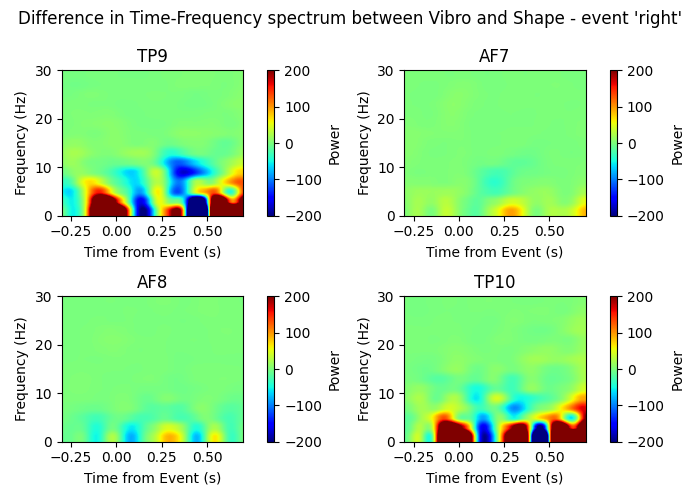 Difference in Time-Frequency spectrum between Vibro and Shape - event 'right'
TP9
30
20
10
0
Frequency (Hz)
−0.25 0.00 0.25 0.50
Time from Event (s)
200
100
0
−100
−200
Power
AF7
30
20
10
0
Frequency (Hz)
−0.25 0.00 0.25 0.50
Time from Event (s)
200
100
0
−100
−200
Power
AF8
30
20
10
0
Frequency (Hz)
−0.25 0.00 0.25 0.50
Time from Event (s)
200
100
0
−100
−200
Power
TP10
30
20
10
0
Frequency (Hz)
−0.25 0.00 0.25 0.50
Time from Event (s)
200
100
0
−100
−200
Power